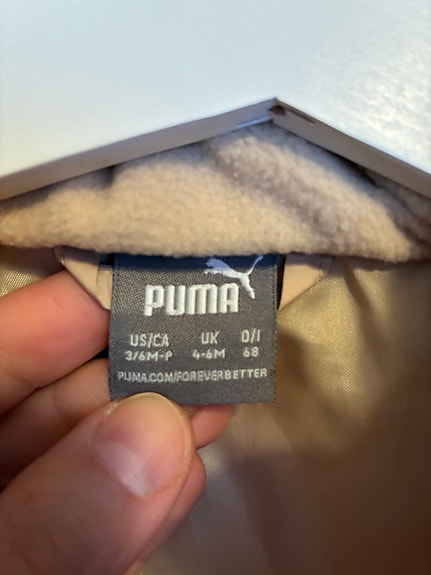 PUMA
US/CA UK D/I
3/6M-P 4-6M 68
PUMA.COM/FOREVERBETTER